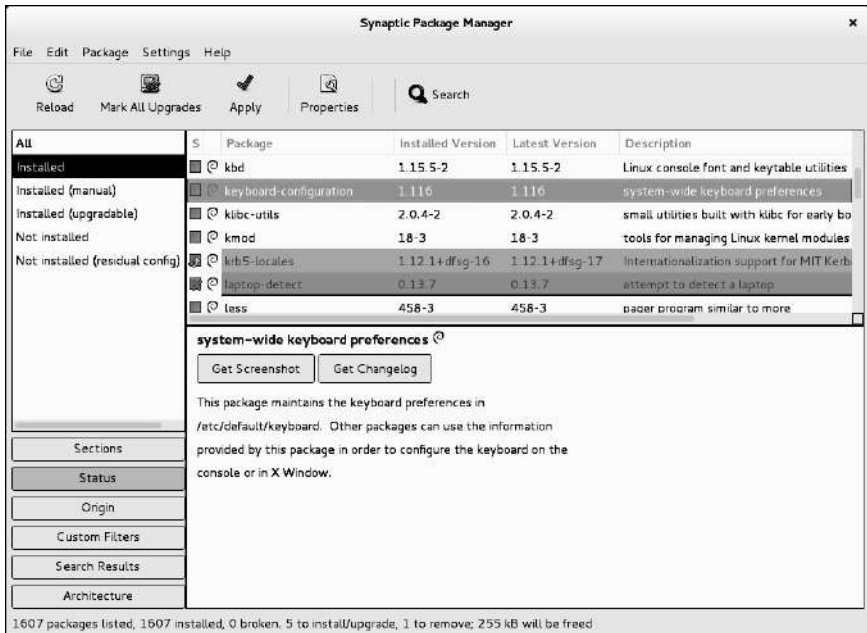 Synaptic Package Manager
File Edit Package Settings Help
Reload Mark All Upgrades Apply Properties Search
All
Installed
Installed (manual)
Installed (upgradable)
Not installed
Not installed (residual config)
S Package Installed Version Latest Version Description
kbd 1.15.5-2 1.15.5-2 Linux console font and keytable utilities
keyboard-configuration 1.116 1.116 system-wide keyboard preferences
klibc-utils 2.0.4-2 2.0.4-2 small utilities built with klibc for early bo
kmod 18-3 18-3 tools for managing Linux kernel modules
krb5-locales 1.12.1+dfsg-16 1.12.1+dfsg-17 Internationalization support for MIT Kerb
laptop-detect 0.13.7 0.13.7 attempt to detect a laptop
less 458-3 458-3 pager program similar to more
system-wide keyboard preferences
Get Screenshot Get Changelog
This package maintains the keyboard preferences in
/etc/default/keyboard. Other packages can use the information
provided by this package in order to configure the keyboard on the
console or in X Window.
Sections
Status
Origin
Custom Filters
Search Results
Architecture
1607 packages listed, 1607 installed, 0 broken. 5 to install/upgrade, 1 to remove; 255 kB will be freed